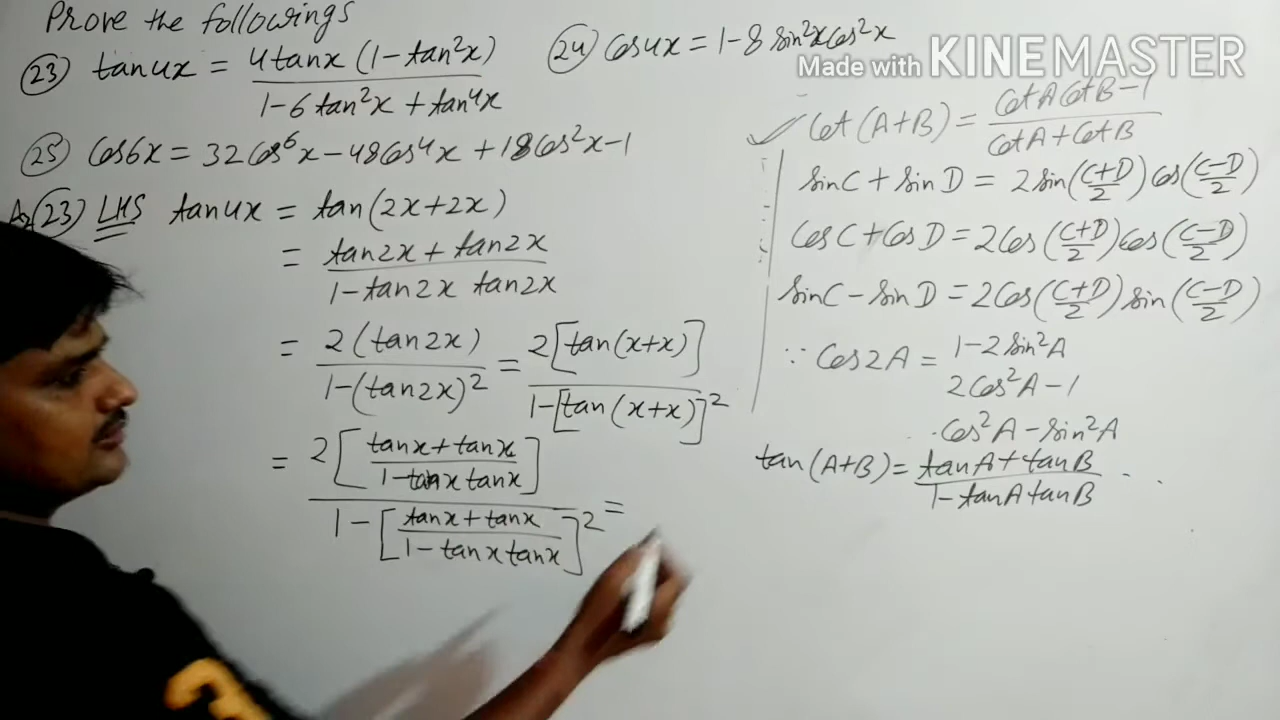 Prove the followings
(23) tan4x = 4tanx (1-tan²x) / 1-6tan²x + tan⁴x
(24) Cos4x = 1-8 sin²x cos²x
(25) Cos6x = 32Cos⁶x-48Cos⁴x +18Cos²x-1
(23) LHS tan4x = tan(2x+2x)
= tan2x + tan2x / 1-tan2x tan2x
= 2(tan2x) / 1-(tan2x)² = 2[tan(x+x)] / 1-[tan(x+x)]²
= 2[tanx+tanx / 1-tanx tanx] / 1-[tanx+tanx / 1-tanx tanx]² =
Made with KINEMASTER
✓ Cot(A+B) = CotA CotB-1 / CotA+CotB
sinC + sinD = 2sin(C+D/2) cos(C-D/2)
CosC+CosD = 2Cos(C+D/2) cos(C-D/2)
sinC-sinD = 2Cos(C+D/2) sin(C-D/2)
∵ Cos2A = 1-2sin²A
2Cos²A-1
Cos²A-sin²A
tan(A+B) = tanA+tanB / 1-tanA tanB